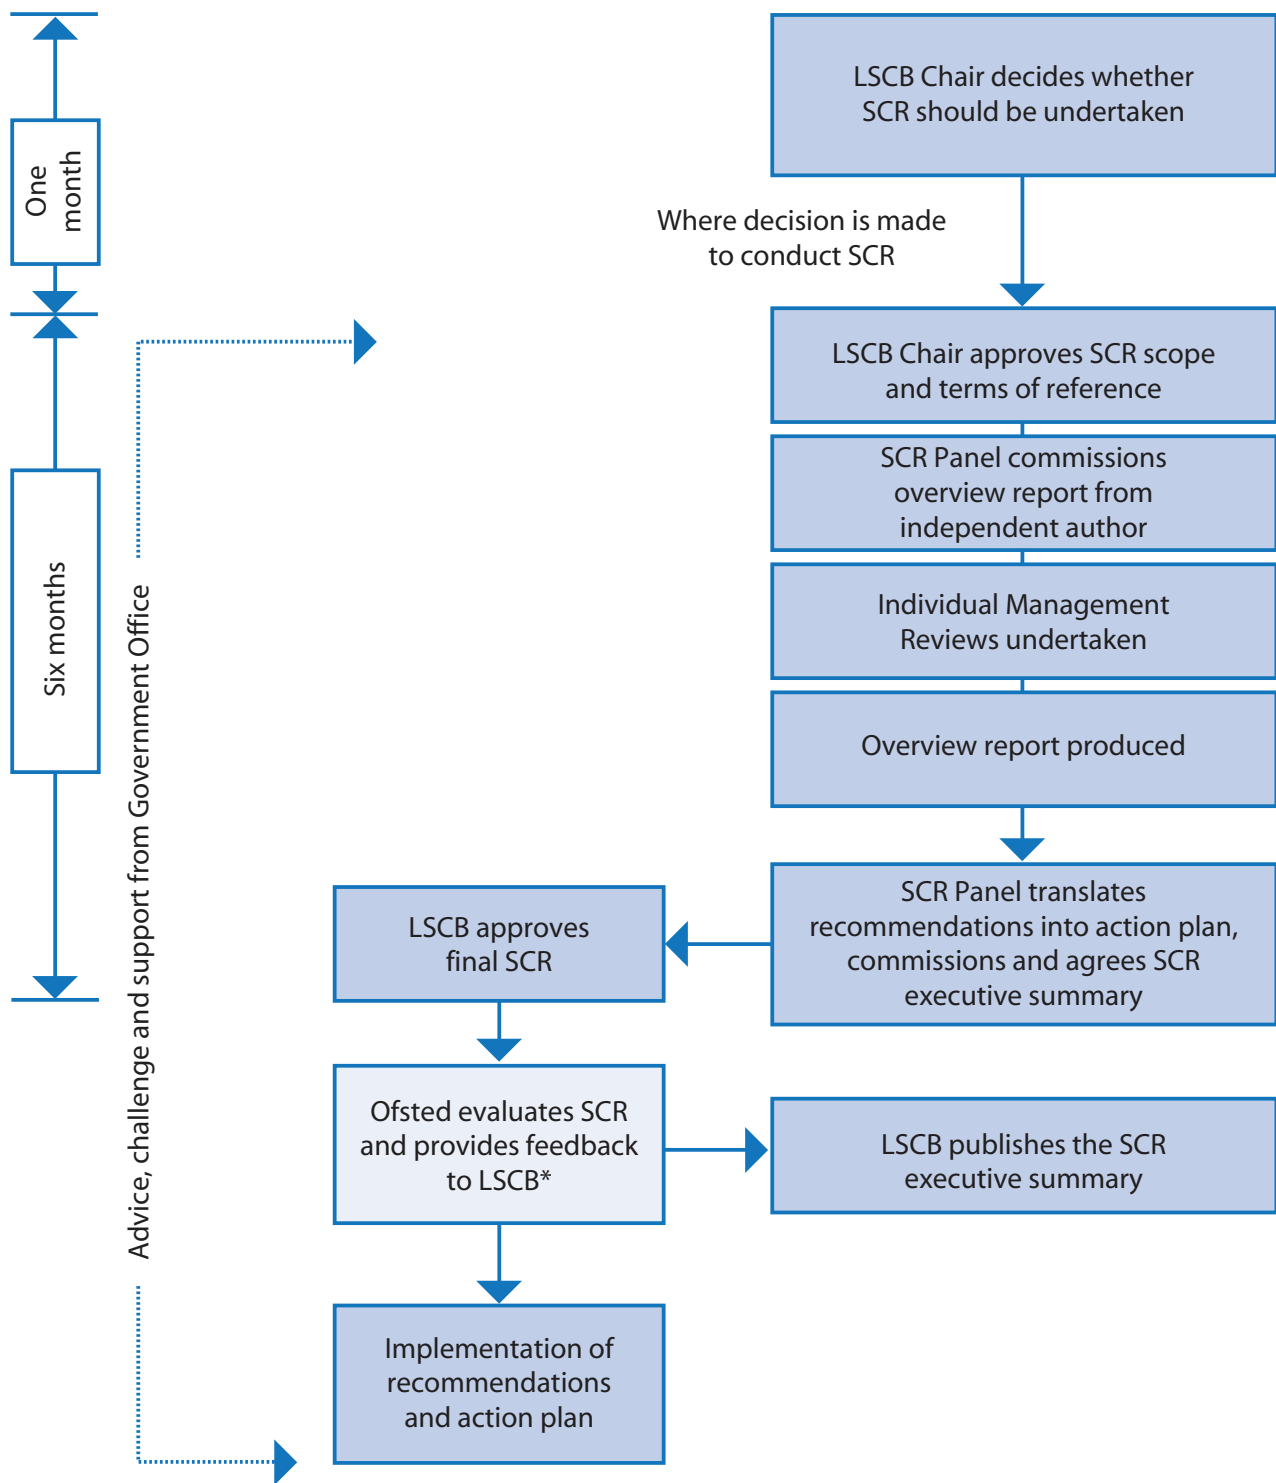 LSCB Chair decides whether
SCR should be undertaken
One
month
Where decision is made
to conduct SCR
LSCB Chair approves SCR scope
and terms of reference
SCR Panel commissions
overview report from
independent author
Six months
Advice, challenge and support from Government Office
Individual Management
Reviews undertaken
Overview report produced
SCR Panel translates
recommendations into action plan,
commissions and agrees SCR
executive summary
LSCB approves
final SCR
Ofsted evaluates SCR
and provides feedback
to LSCB*
LSCB publishes the SCR
executive summary
Implementation of
recommendations
and action plan